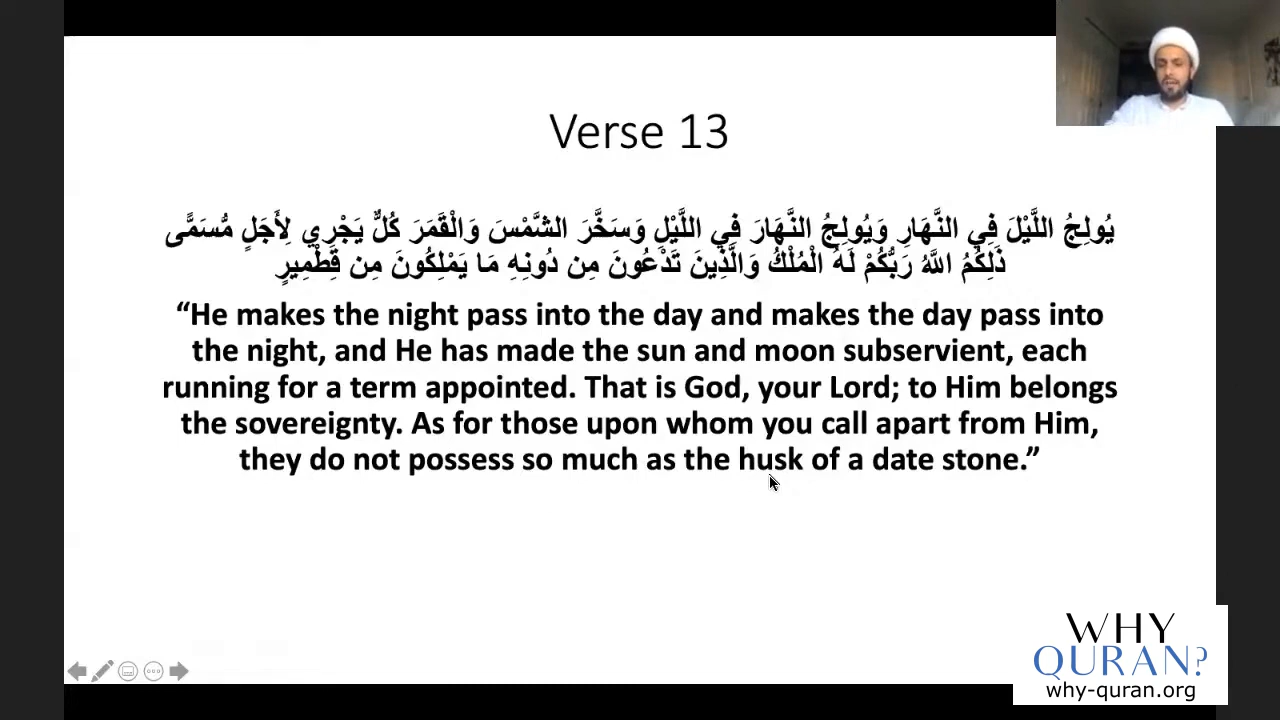 Verse 13
يُولِجُ اللَّيْلَ فِي النَّهَارِ وَيُولِجُ النَّهَارَ فِي اللَّيْلِ وَسَخَّرَ الشَّمْسَ وَالْقَمَرَ كُلٌّ يَجْرِي لِأَجَلٍ مُّسَمًّى
ذَلِكُمُ اللَّهُ رَبُّكُمْ لَهُ الْمُلْكُ وَالَّذِينَ تَدْعُونَ مِن دُونِهِ مَا يَمْلِكُونَ مِن قِطْمِيرٍ
“He makes the night pass into the day and makes the day pass into
the night, and He has made the sun and moon subservient, each
running for a term appointed. That is God, your Lord; to Him belongs
the sovereignty. As for those upon whom you call apart from Him,
they do not possess so much as the husk of a date stone.”
WHY
QURAN?
why-quran.org